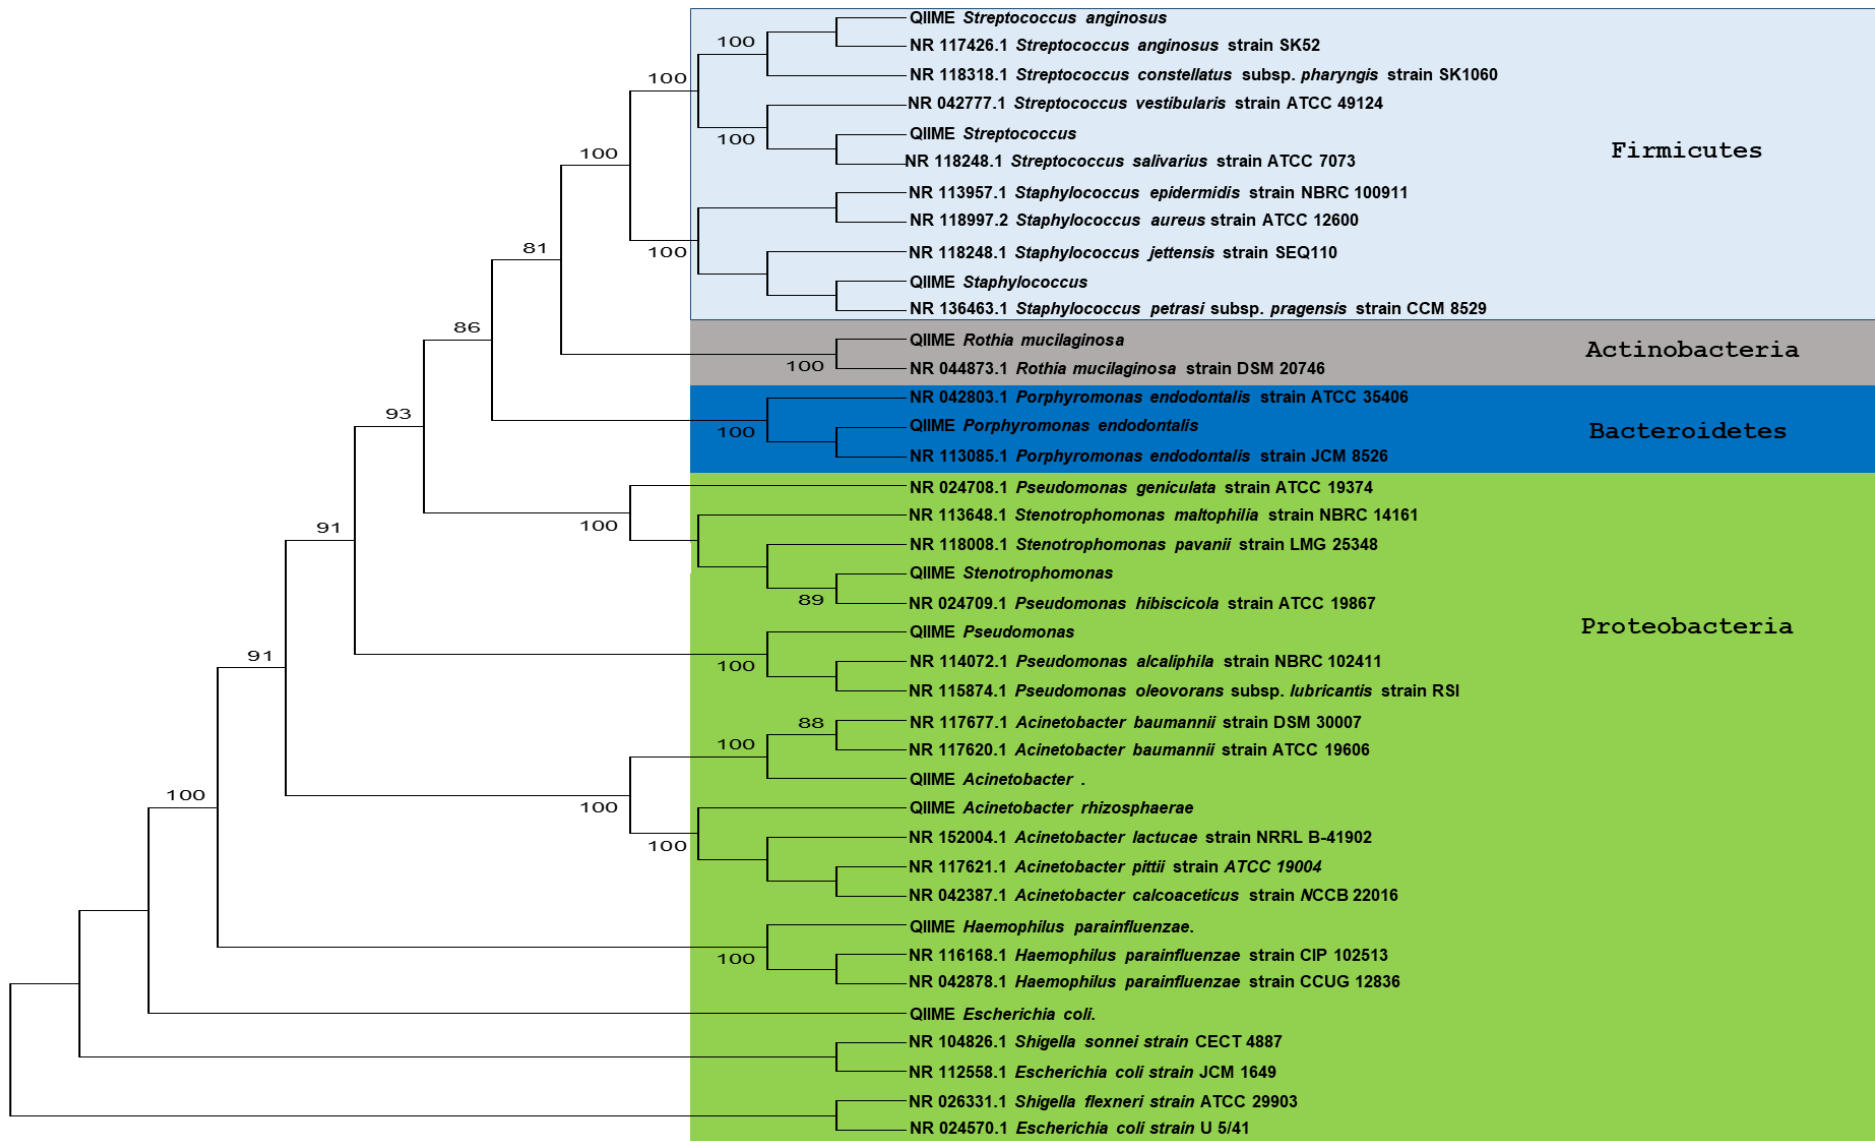 QIIME Streptococcus anginosus
100
NR 117426.1 Streptococcus anginosus strain SK52
100
NR 118318.1 Streptococcus constellatus subsp. pharyngis strain SK1060
NR 042777.1 Streptococcus vestibularis strain ATCC 49124
QIIME Streptococcus
100
Firmicutes
100
NR 118248.1 Streptococcus salivarius strain ATCC 7073
NR 113957.1 Staphylococcus epidermidis strain NBRC 100911
NR 118997.2 Staphylococcus aureus strain ATCC 12600
81
100
NR 118248.1 Staphylococcus jettensis strain SEQ110
QIIME Staphylococcus
NR 136463.1 Staphylococcus petrasi subsp. pragensis strain CCM 8529
86
QIIME Rothia mucilaginosa
Actinobacteria
100
NR 044873.1 Rothia mucilaginosa strain DSM 20746
NR 042803.1 Porphyromonas endodontalis strain ATCC 35406
93
QIIME Porphyromonas endodontalis
100
Bacteroidetes
NR 113085.1 Porphyromonas endodontalis strain JCM 8526
NR 024708.1 Pseudomonas geniculata strain ATCC 19374
91
100
NR 113648.1 Stenotrophomonas maltophilia strain NBRC 14161
NR 118008.1 Stenotrophomonas pavanii strain LMG 25348
QIIME Stenotrophomonas
89
NR 024709.1 Pseudomonas hibiscicola strain ATCC 19867
Proteobacteria
QIIME Pseudomonas
91
100
NR 114072.1 Pseudomonas alcaliphila strain NBRC 102411
NR 115874.1 Pseudomonas oleovorans subsp. lubricantis strain RSI
88
NR 117677.1 Acinetobacter baumannii strain DSM 30007
100
NR 117620.1 Acinetobacter baumannii strain ATCC 19606
QIIME Acinetobacter .
100
100
QIIME Acinetobacter rhizosphaerae
NR 152004.1 Acinetobacter lactucae strain NRRL B-41902
100
NR 117621.1 Acinetobacter pittii strain ATCC 19004
NR 042387.1 Acinetobacter calcoaceticus strain NCCB 22016
QIIME Haemophilus parainfluenzae.
100
NR 116168.1 Haemophilus parainfluenzae strain CIP 102513
NR 042878.1 Haemophilus parainfluenzae strain CCUG 12836
QIIME Escherichia coli.
NR 104826.1 Shigella sonnei strain CECT 4887
NR 112558.1 Escherichia coli strain JCM 1649
NR 026331.1 Shigella flexneri strain ATCC 29903
NR 024570.1 Escherichia coli strain U 5/41